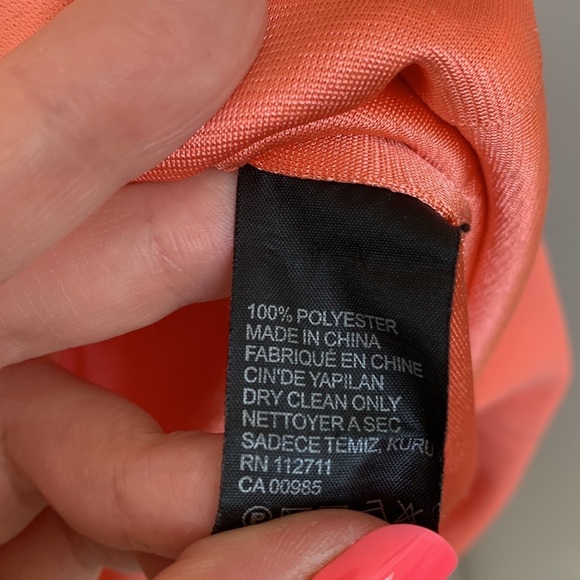 100% POLYESTER
MADE IN CHINA
FABRIQUÉ EN CHINE
CIN'DE YAPILAN
DRY CLEAN ONLY
NETTOYER A SEC
SADECE TEMIZ, KURU
RN 112711
CA 00985
P